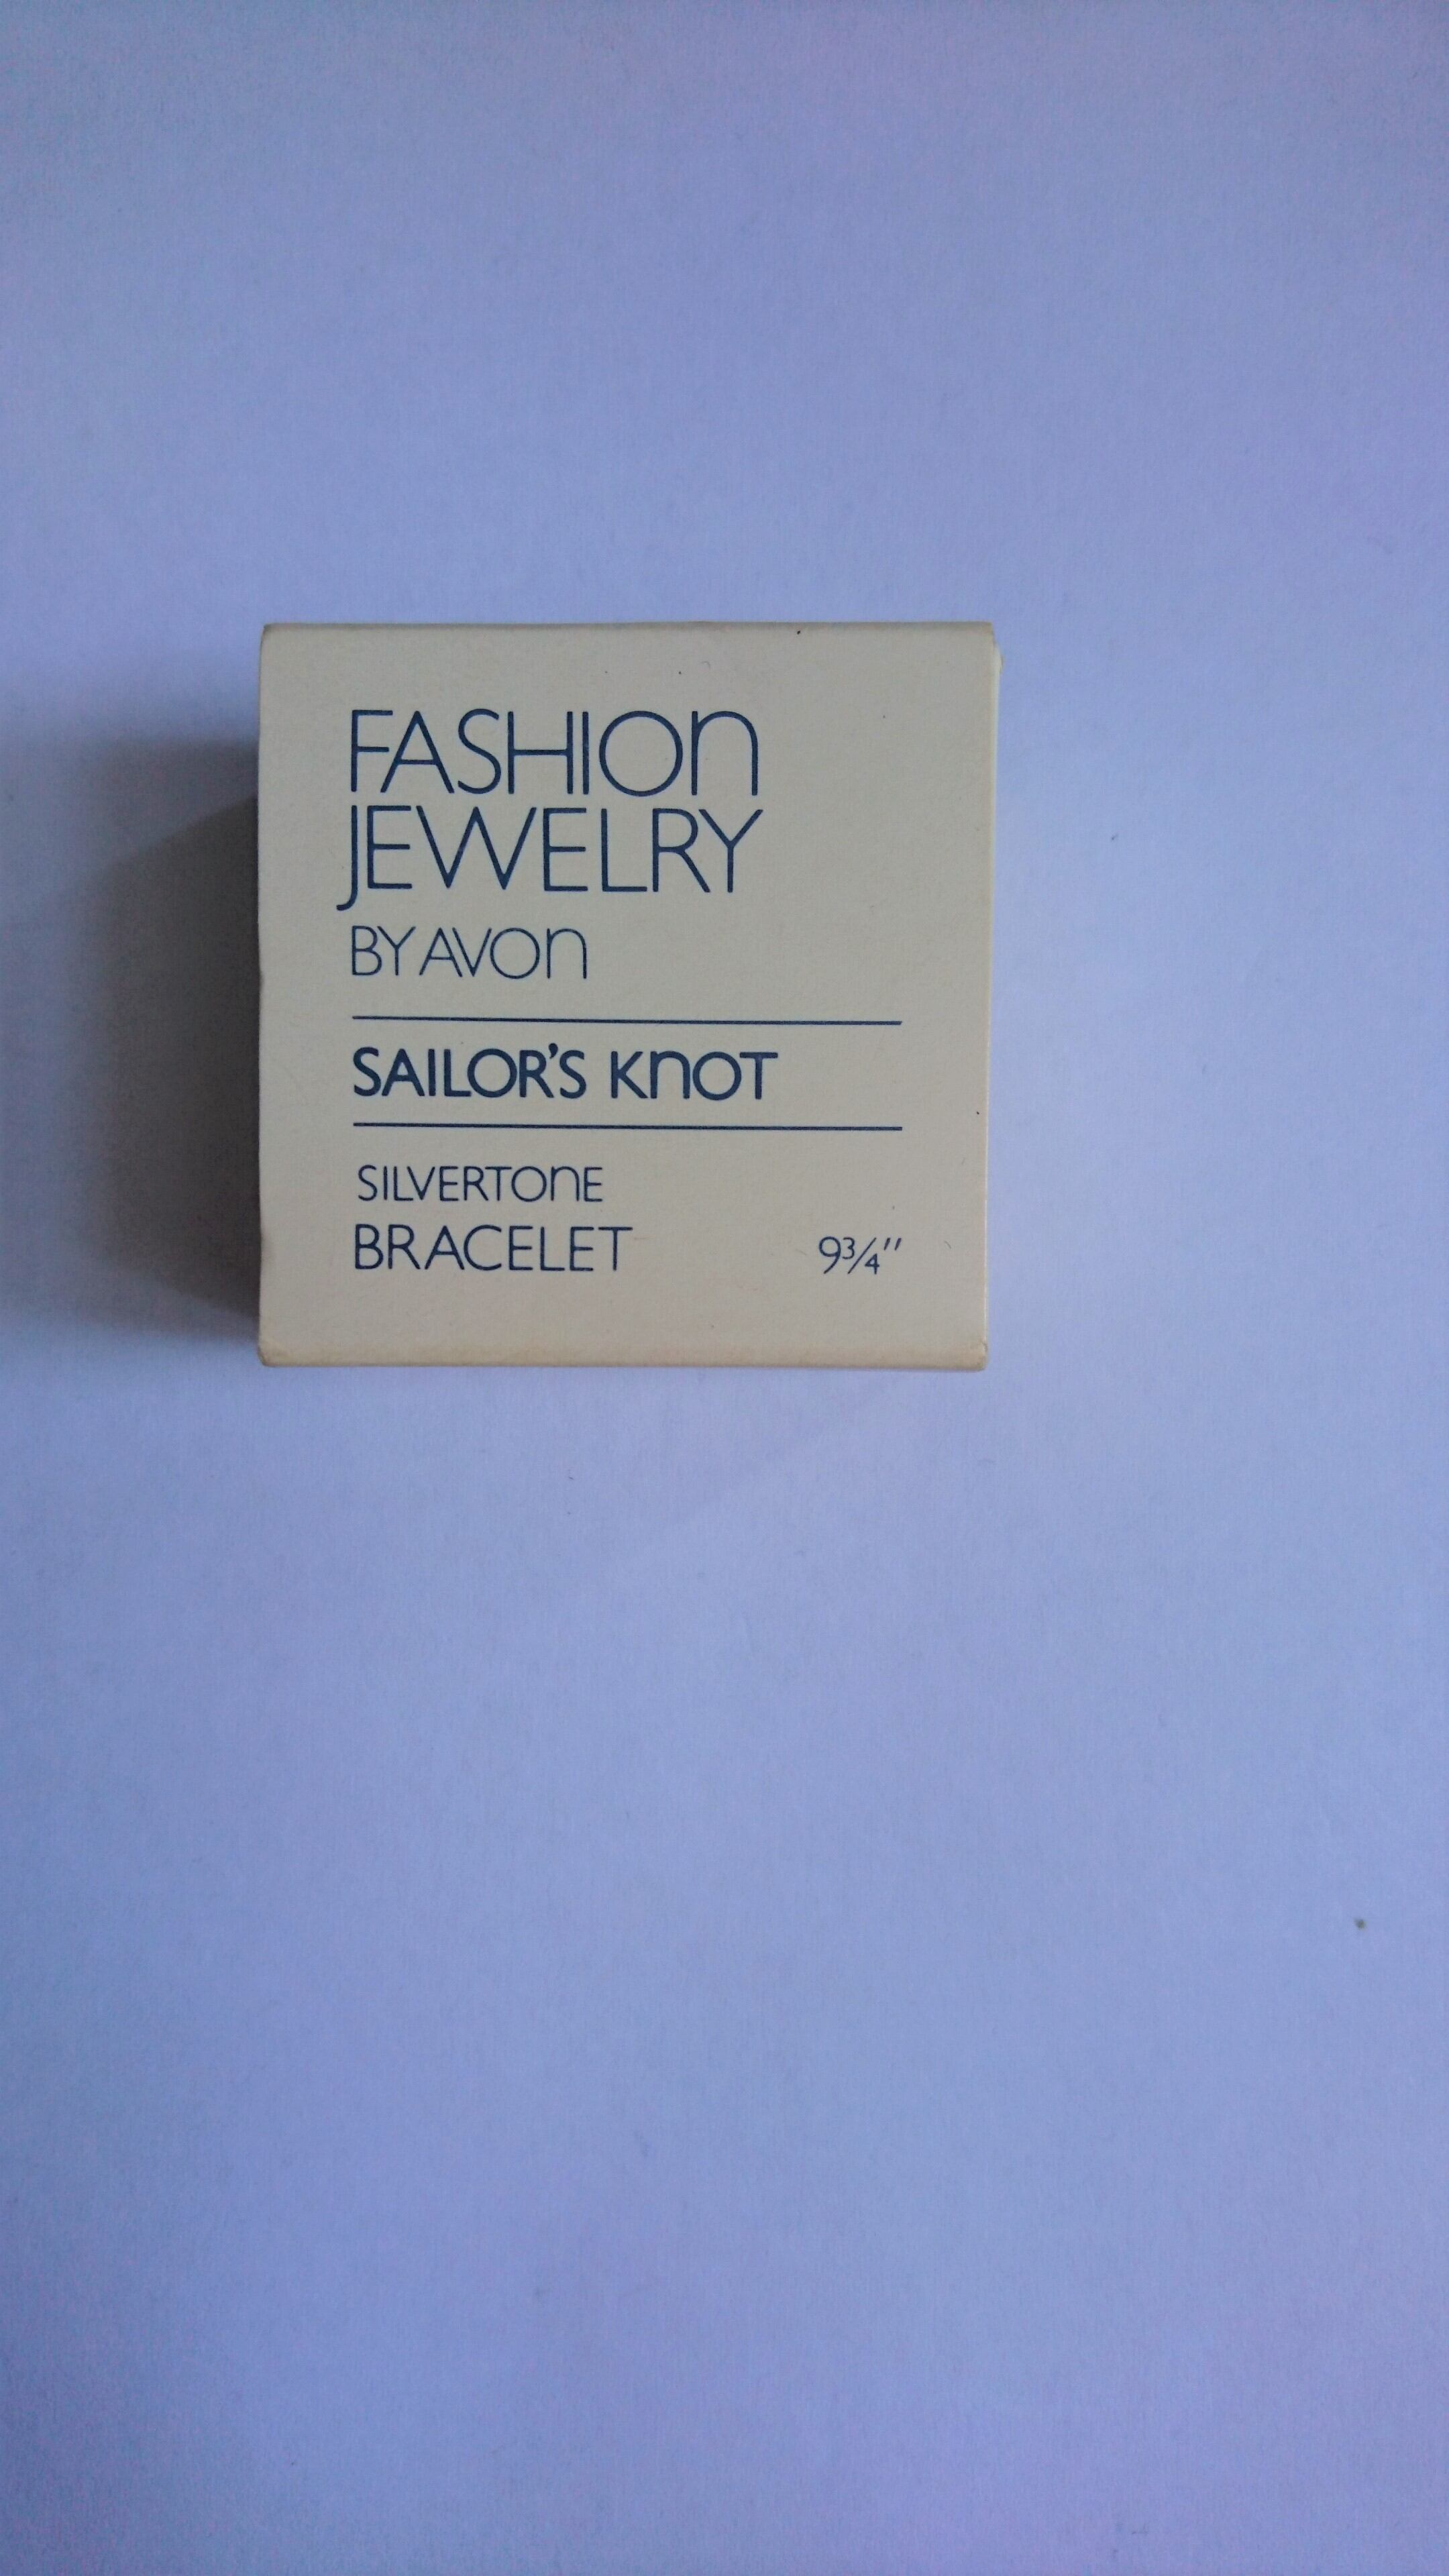 FASHION
JEWELRY
BY AVON
SAILOR'S KNOT
SILVERTONE
BRACELET 9¾"